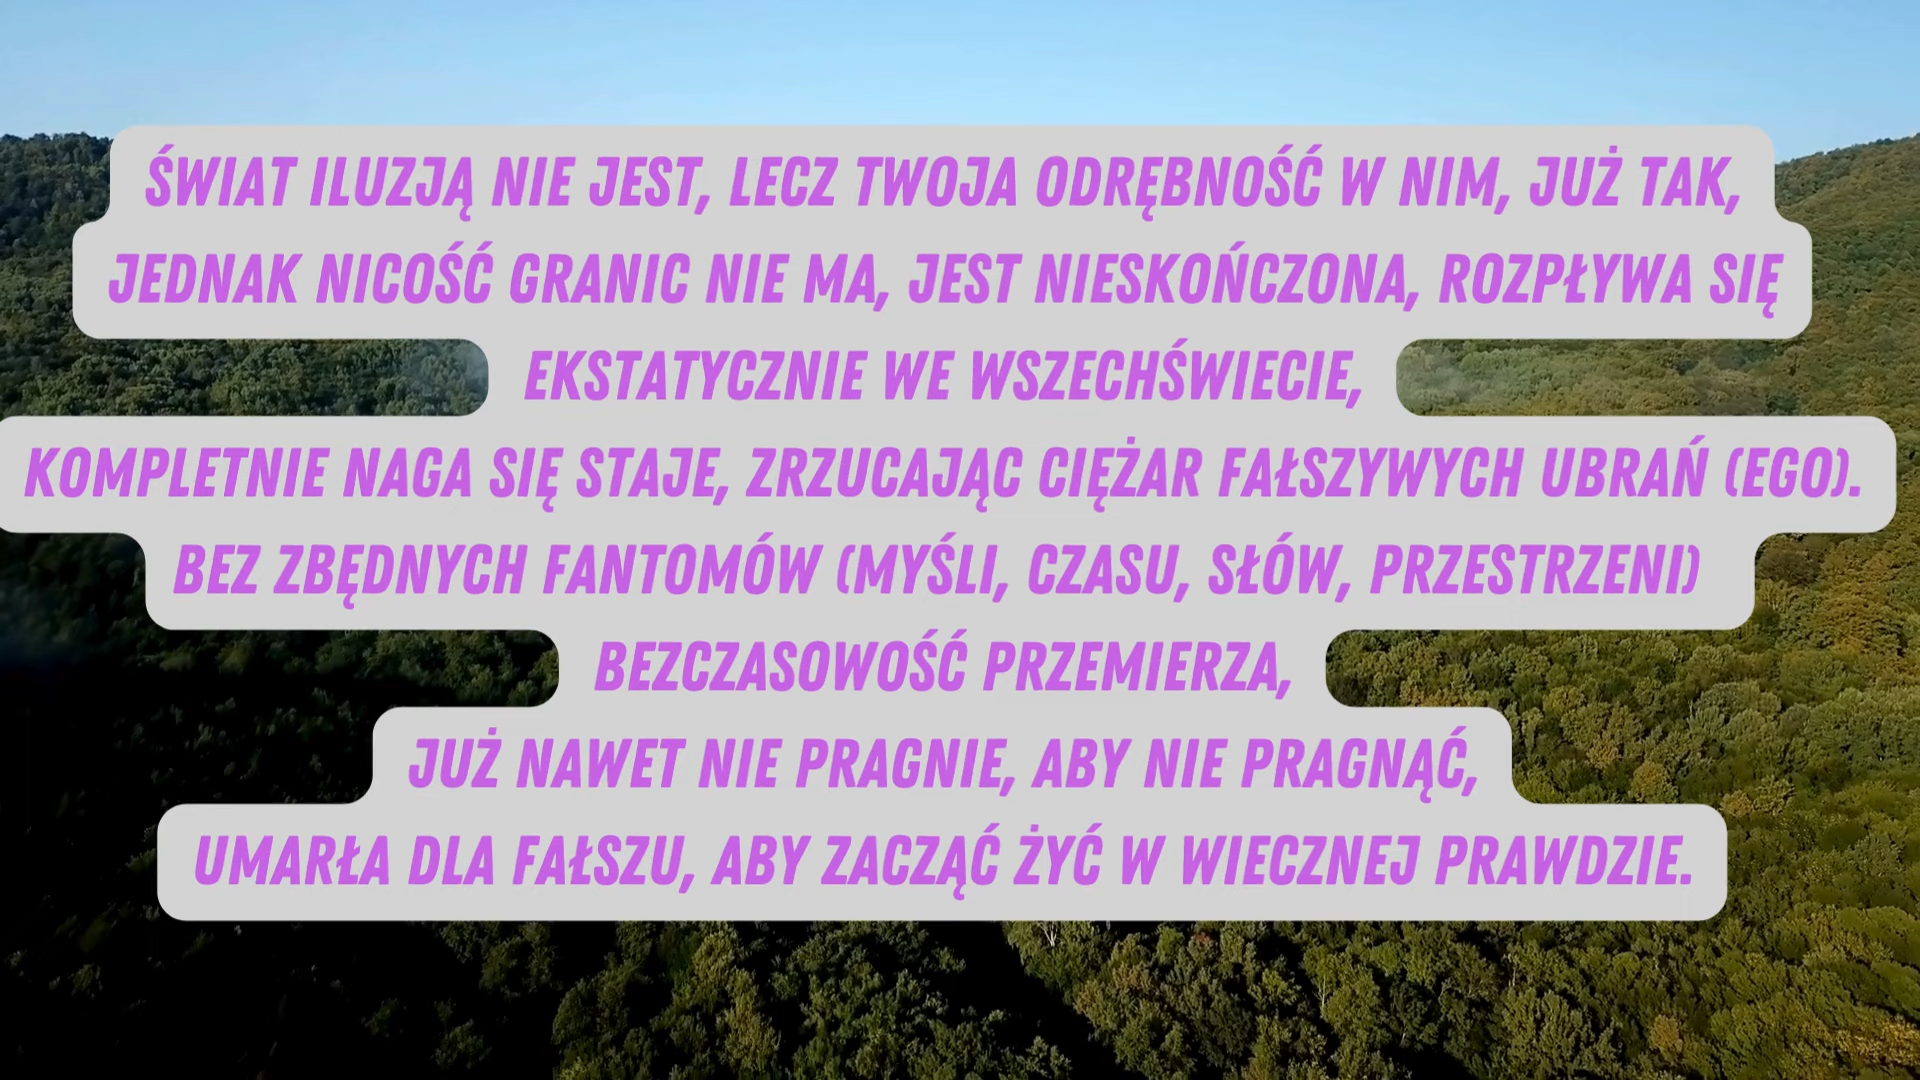 ŚWIAT ILUZJĄ NIE JEST, LECZ TWOJA ODRĘBNOŚĆ W NIM, JUŻ TAK,
JEDNAK NICOŚĆ GRANIC NIE MA, JEST NIESKOŃCZONA, ROZPŁYWA SIĘ
EKSTATYCZNIE WE WSZECHŚWIECIE,
KOMPLETNIE NAGA SIĘ STAJE, ZRZUCAJĄC CIĘŻAR FAŁSZYWYCH UBRAŃ (EGO).
BEZ ZBĘDNYCH FANTOMÓW (MYŚLI, CZASU, SŁÓW, PRZESTRZENI)
BEZCZASOWOŚĆ PRZEMIERZA,
JUŻ NAWET NIE PRAGNIE, ABY NIE PRAGNĄĆ,
UMARŁA DLA FAŁSZU, ABY ZACZĄĆ ŻYĆ W WIECZNEJ PRAWDZIE.